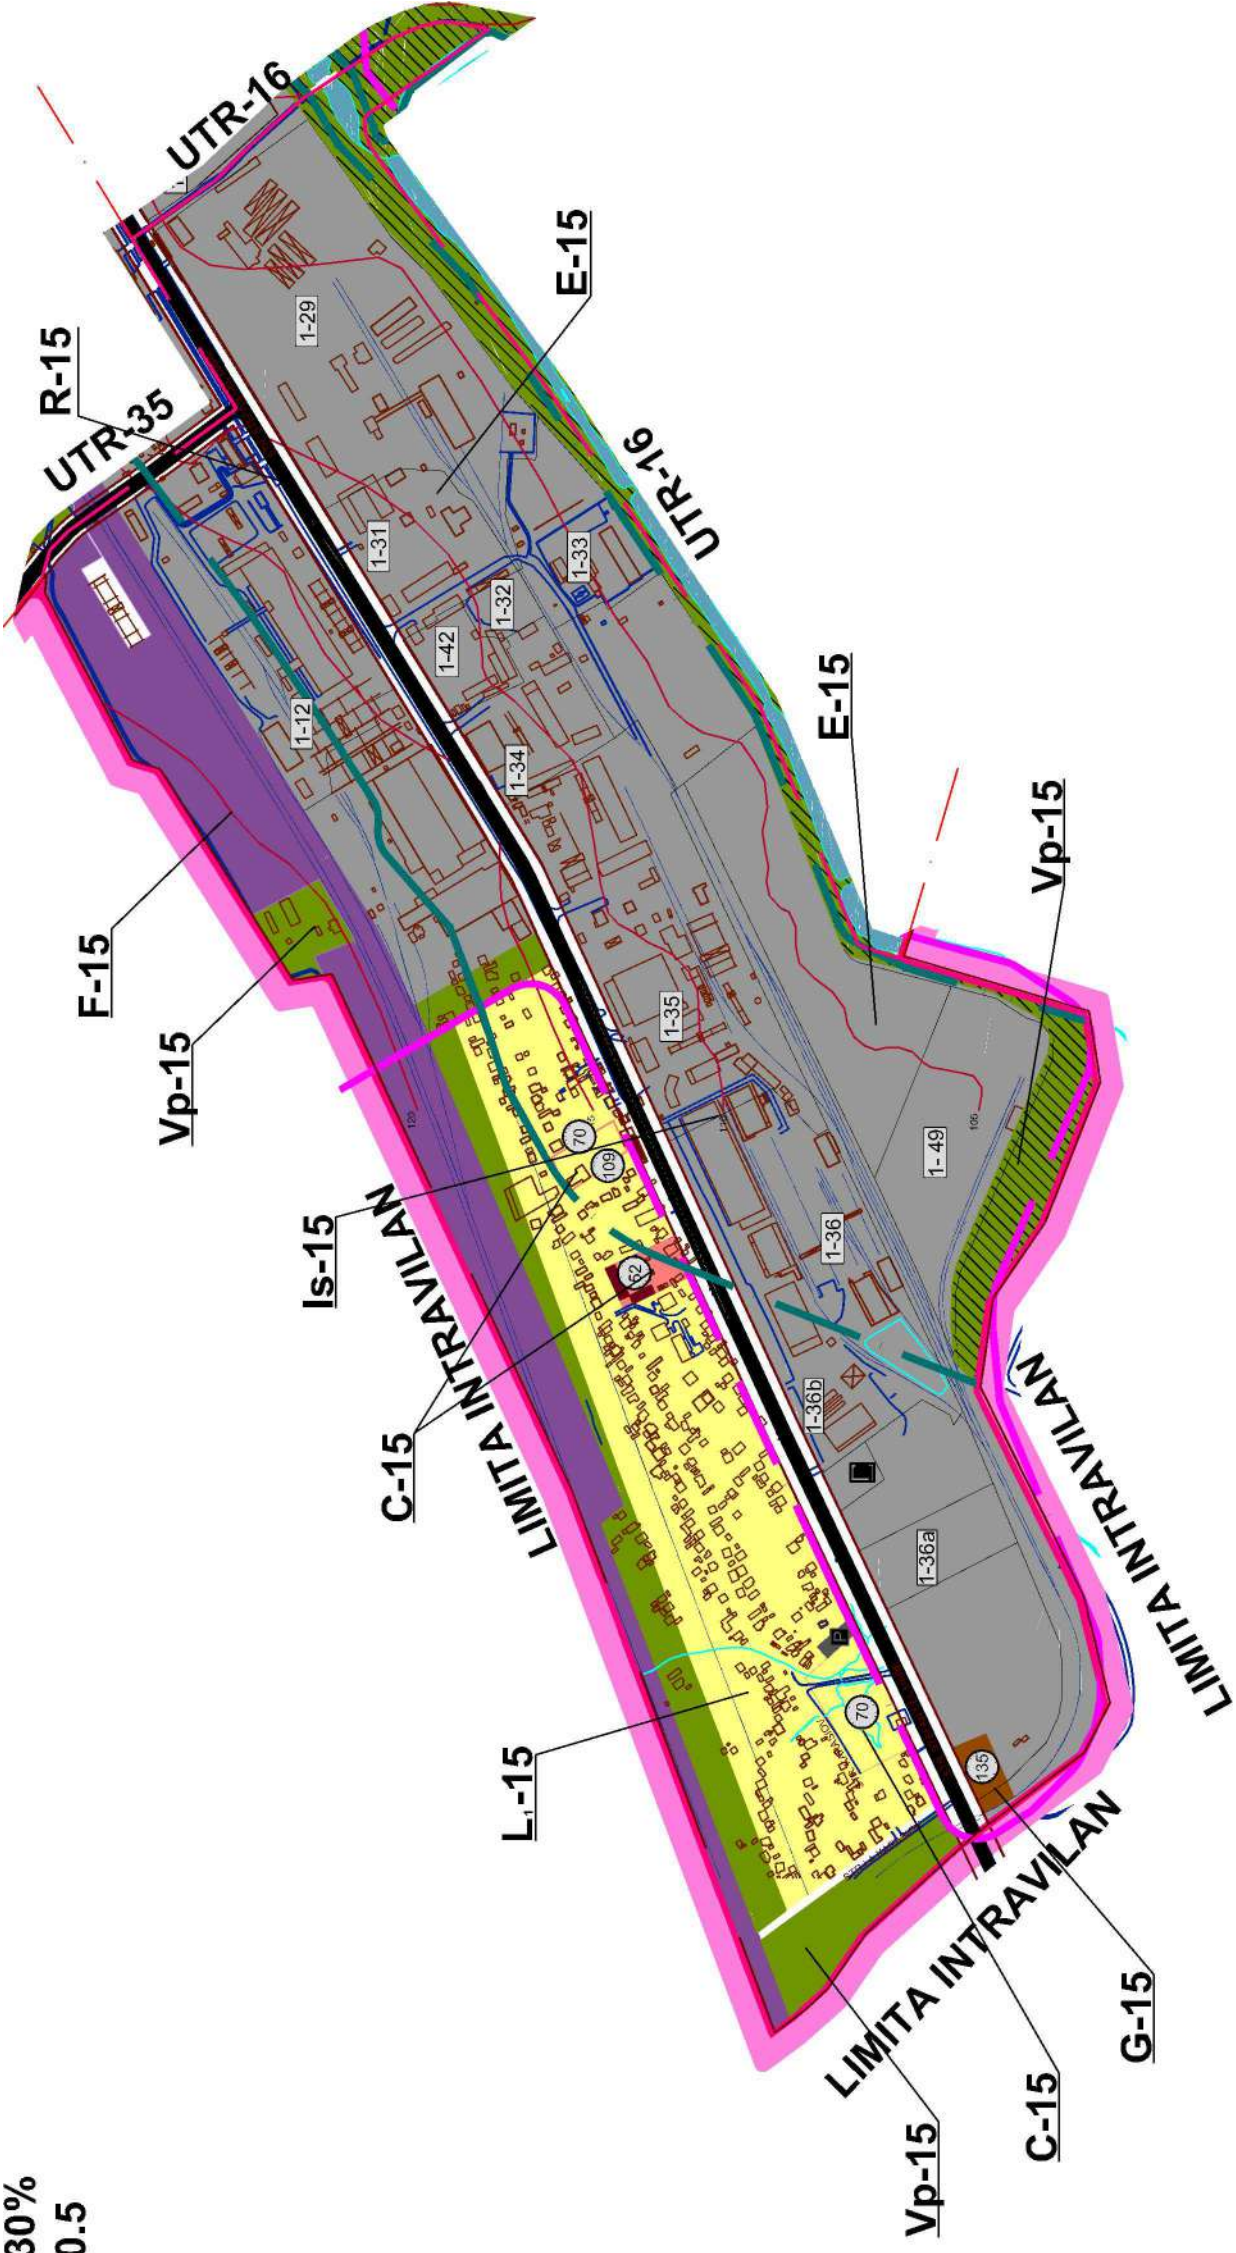 30%
0.5
UTR-16
R-15
UTR-35
E-15
1-29
1-31
UTR-16
1-33
1-32
1-42
1-12
1-34
E-15
F-15
Vp-15
Vp-15
1-35
120
70
109
1-49
105
Is-15
LIMITA INTRAVILAN
1-36
C-15
1-36b
LIMITA INTRAVILAN
1-36a
P
70
L₁-15
135
LIMITA INTRAVILAN
G-15
C-15
Vp-15